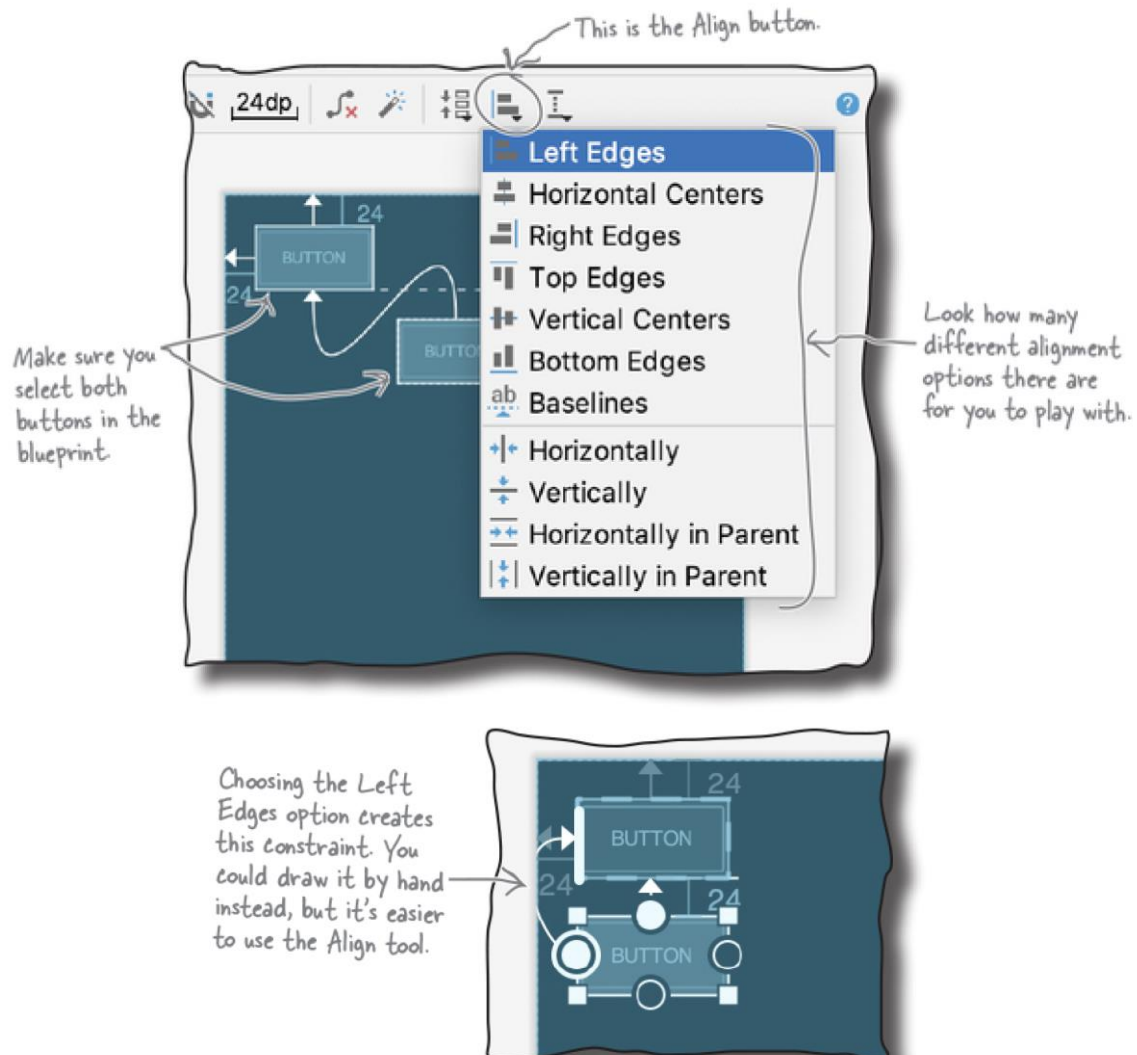 This is the Align button.
24dp
?
Left Edges
Horizontal Centers
Right Edges
Top Edges
Vertical Centers
Bottom Edges
ab
Baselines
Horizontally
Vertically
Horizontally in Parent
Vertically in Parent
24
BUTTON
24
BUTTO
Make sure you
select both
buttons in the
blueprint.
Look how many
different alignment
options there are
for you to play with.
Choosing the Left
Edges option creates
this constraint. You
could draw it by hand
instead, but it's easier
to use the Align tool.
24
BUTTON
24
24
BUTTON